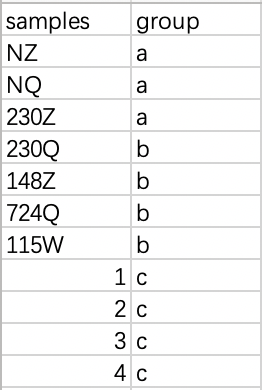 samples group
NZ a
NQ a
230Z a
230Q b
148Z b
724Q b
115W b
1 c
2 c
3 c
4 c